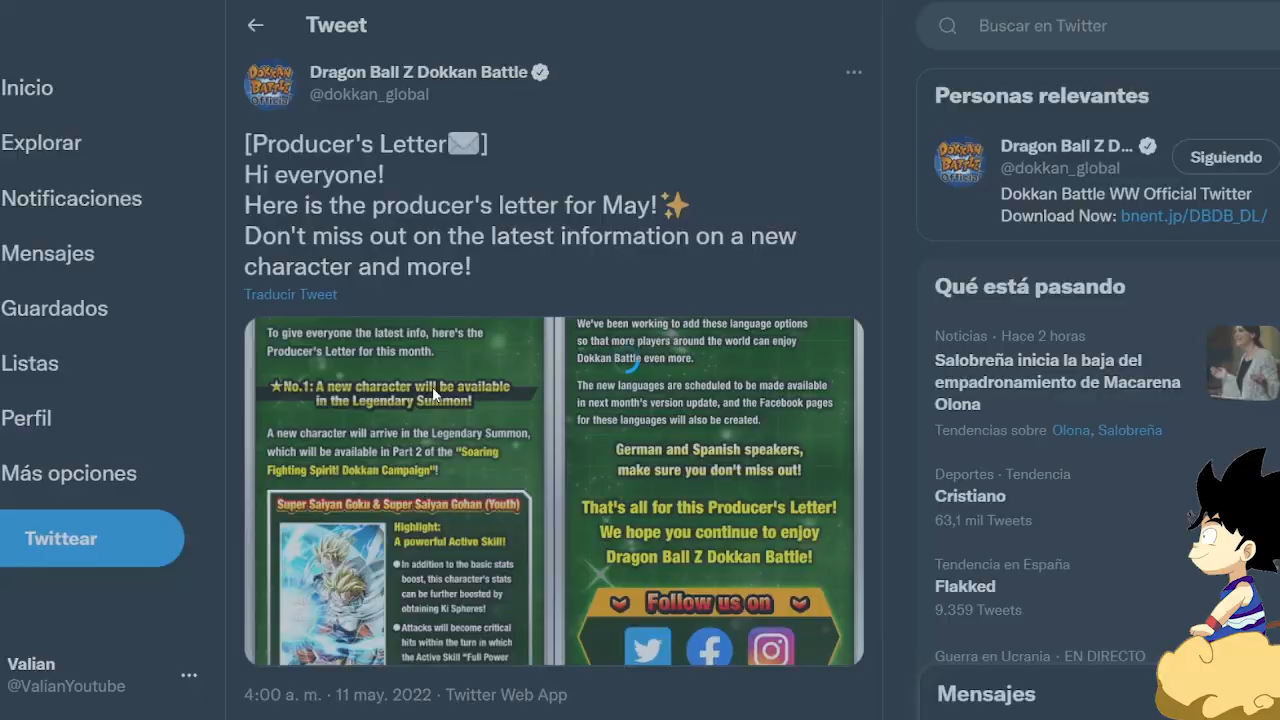 Inicio
Explorar
Notificaciones
Mensajes
Guardados
Listas
Perfil
Más opciones
Twittear
Valian
@ValianYoutube
Tweet
DOKKAN
BATTLE
Official
Dragon Ball Z Dokkan Battle
@dokkan_global
[Producer's Letter✉️]
Hi everyone!
Here is the producer's letter for May!✨
Don't miss out on the latest information on a new
character and more!
Traducir Tweet
To give everyone the latest info, here's the
Producer's Letter for this month.
★No.1: A new character will be available
in the Legendary Summon!
A new character will arrive in the Legendary Summon,
which will be available in Part 2 of the "Soaring
Fighting Spirit! Dokkan Campaign"!
Super Saiyan Goku & Super Saiyan Gohan (Youth)
Highlight:
A powerful Active Skill!
●In addition to the basic stats
boost, this character's stats
can be further boosted by
obtaining Ki Spheres!
●Attacks will become critical
hits within the turn in which
the Active Skill "Full Power
We've been working to add these language options
so that more players around the world can enjoy
Dokkan Battle even more.
The new languages are scheduled to be made available
in next month's version update, and the Facebook pages
for these languages will also be created.
German and Spanish speakers,
make sure you don't miss out!
That's all for this Producer's Letter!
We hope you continue to enjoy
Dragon Ball Z Dokkan Battle!
Follow us on
4:00 a. m. · 11 may. 2022 · Twitter Web App
Buscar en Twitter
Personas relevantes
DOKKAN
BATTLE
Official
Dragon Ball Z D...
@dokkan_global
Siguiendo
Dokkan Battle WW Official Twitter
Download Now: bnent.jp/DBDB_DL/
Qué está pasando
Noticias · Hace 2 horas
Salobreña inicia la baja del
empadronamiento de Macarena
Olona
Tendencias sobre Olona, Salobreña
Deportes · Tendencia
Cristiano
63,1 mil Tweets
Tendencia en España
Flakked
9.359 Tweets
Guerra en Ucrania · EN DIRECTO
Mensajes